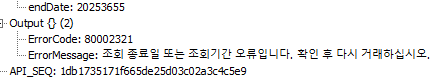 endDate: 20253655
Output {} (2)
ErrorCode: 80002321
ErrorMessage: 조회 종료일 또는 조회기간 오류입니다. 확인 후 다시 거래하십시오.
API_SEQ: 1db1735171f665de25d03c02a3c4c5e9